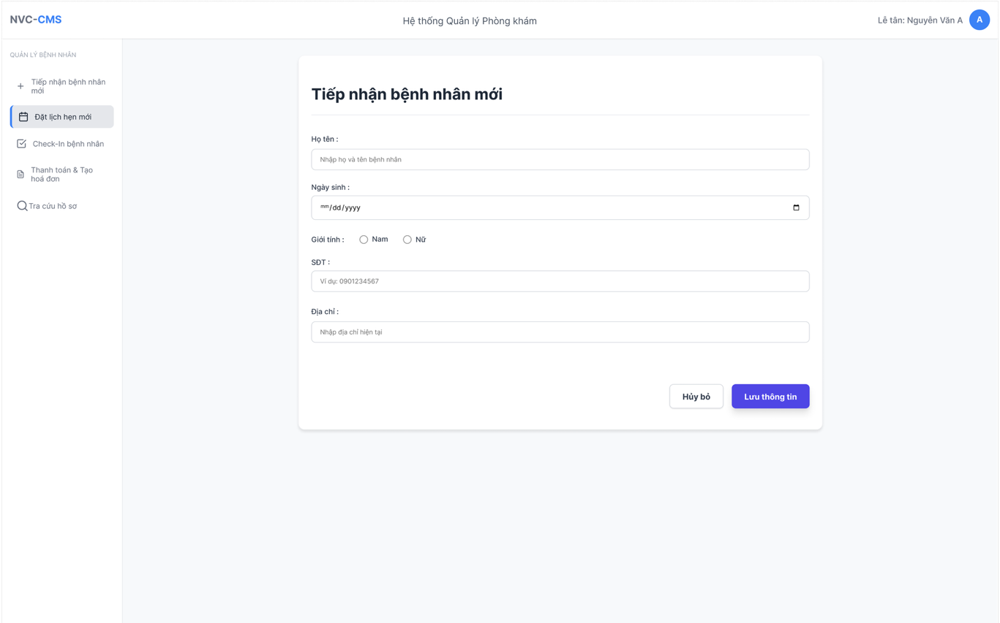 NVC-CMS
Hệ thống Quản lý Phòng khám
Lễ tân: Nguyễn Văn A
A
QUẢN LÝ BỆNH NHÂN
Tiếp nhận bệnh nhân
mới
Đặt lịch hẹn mới
Check-In bệnh nhân
Thanh toán & Tạo
hoá đơn
Tra cứu hồ sơ
Tiếp nhận bệnh nhân mới
Họ tên :
Nhập họ và tên bệnh nhân
Ngày sinh :
mm/dd/yyyy
Giới tính :
Nam
Nữ
SĐT :
Ví dụ: 0901234567
Địa chỉ :
Nhập địa chỉ hiện tại
Hủy bỏ
Lưu thông tin